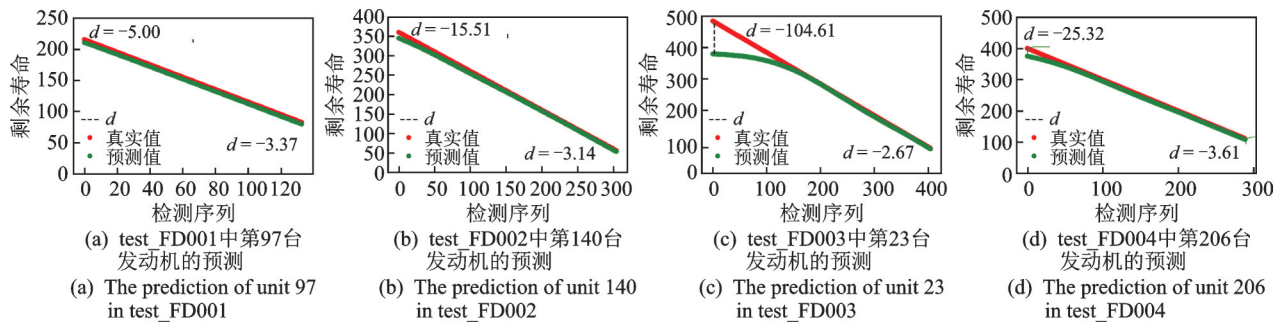 250
200
150
100
50
0
剩余寿命
d=−5.00
d=−3.37
d
真实值
预测值
0 20 40 60 80 100 120
检测序列
(a) test_FD001中第97台
发动机的预测
(a) The prediction of unit 97
in test_FD001
400
350
300
250
200
150
100
50
0
剩余寿命
d=−15.51
d=−3.14
d
真实值
预测值
0 50 100 150 200 250 300
检测序列
(b) test_FD002中第140台
发动机的预测
(b) The prediction of unit 140
in test_FD002
500
400
300
200
100
0
剩余寿命
d=−104.61
d=−2.67
d
真实值
预测值
0 100 200 300 400
检测序列
(c) test_FD003中第23台
发动机的预测
(c) The prediction of unit 23
in test_FD003
500
400
300
200
100
0
剩余寿命
d=−25.32
d=−3.61
d
真实值
预测值
0 100 200 300
检测序列
(d) test_FD004中第206台
发动机的预测
(d) The prediction of unit 206
in test_FD004